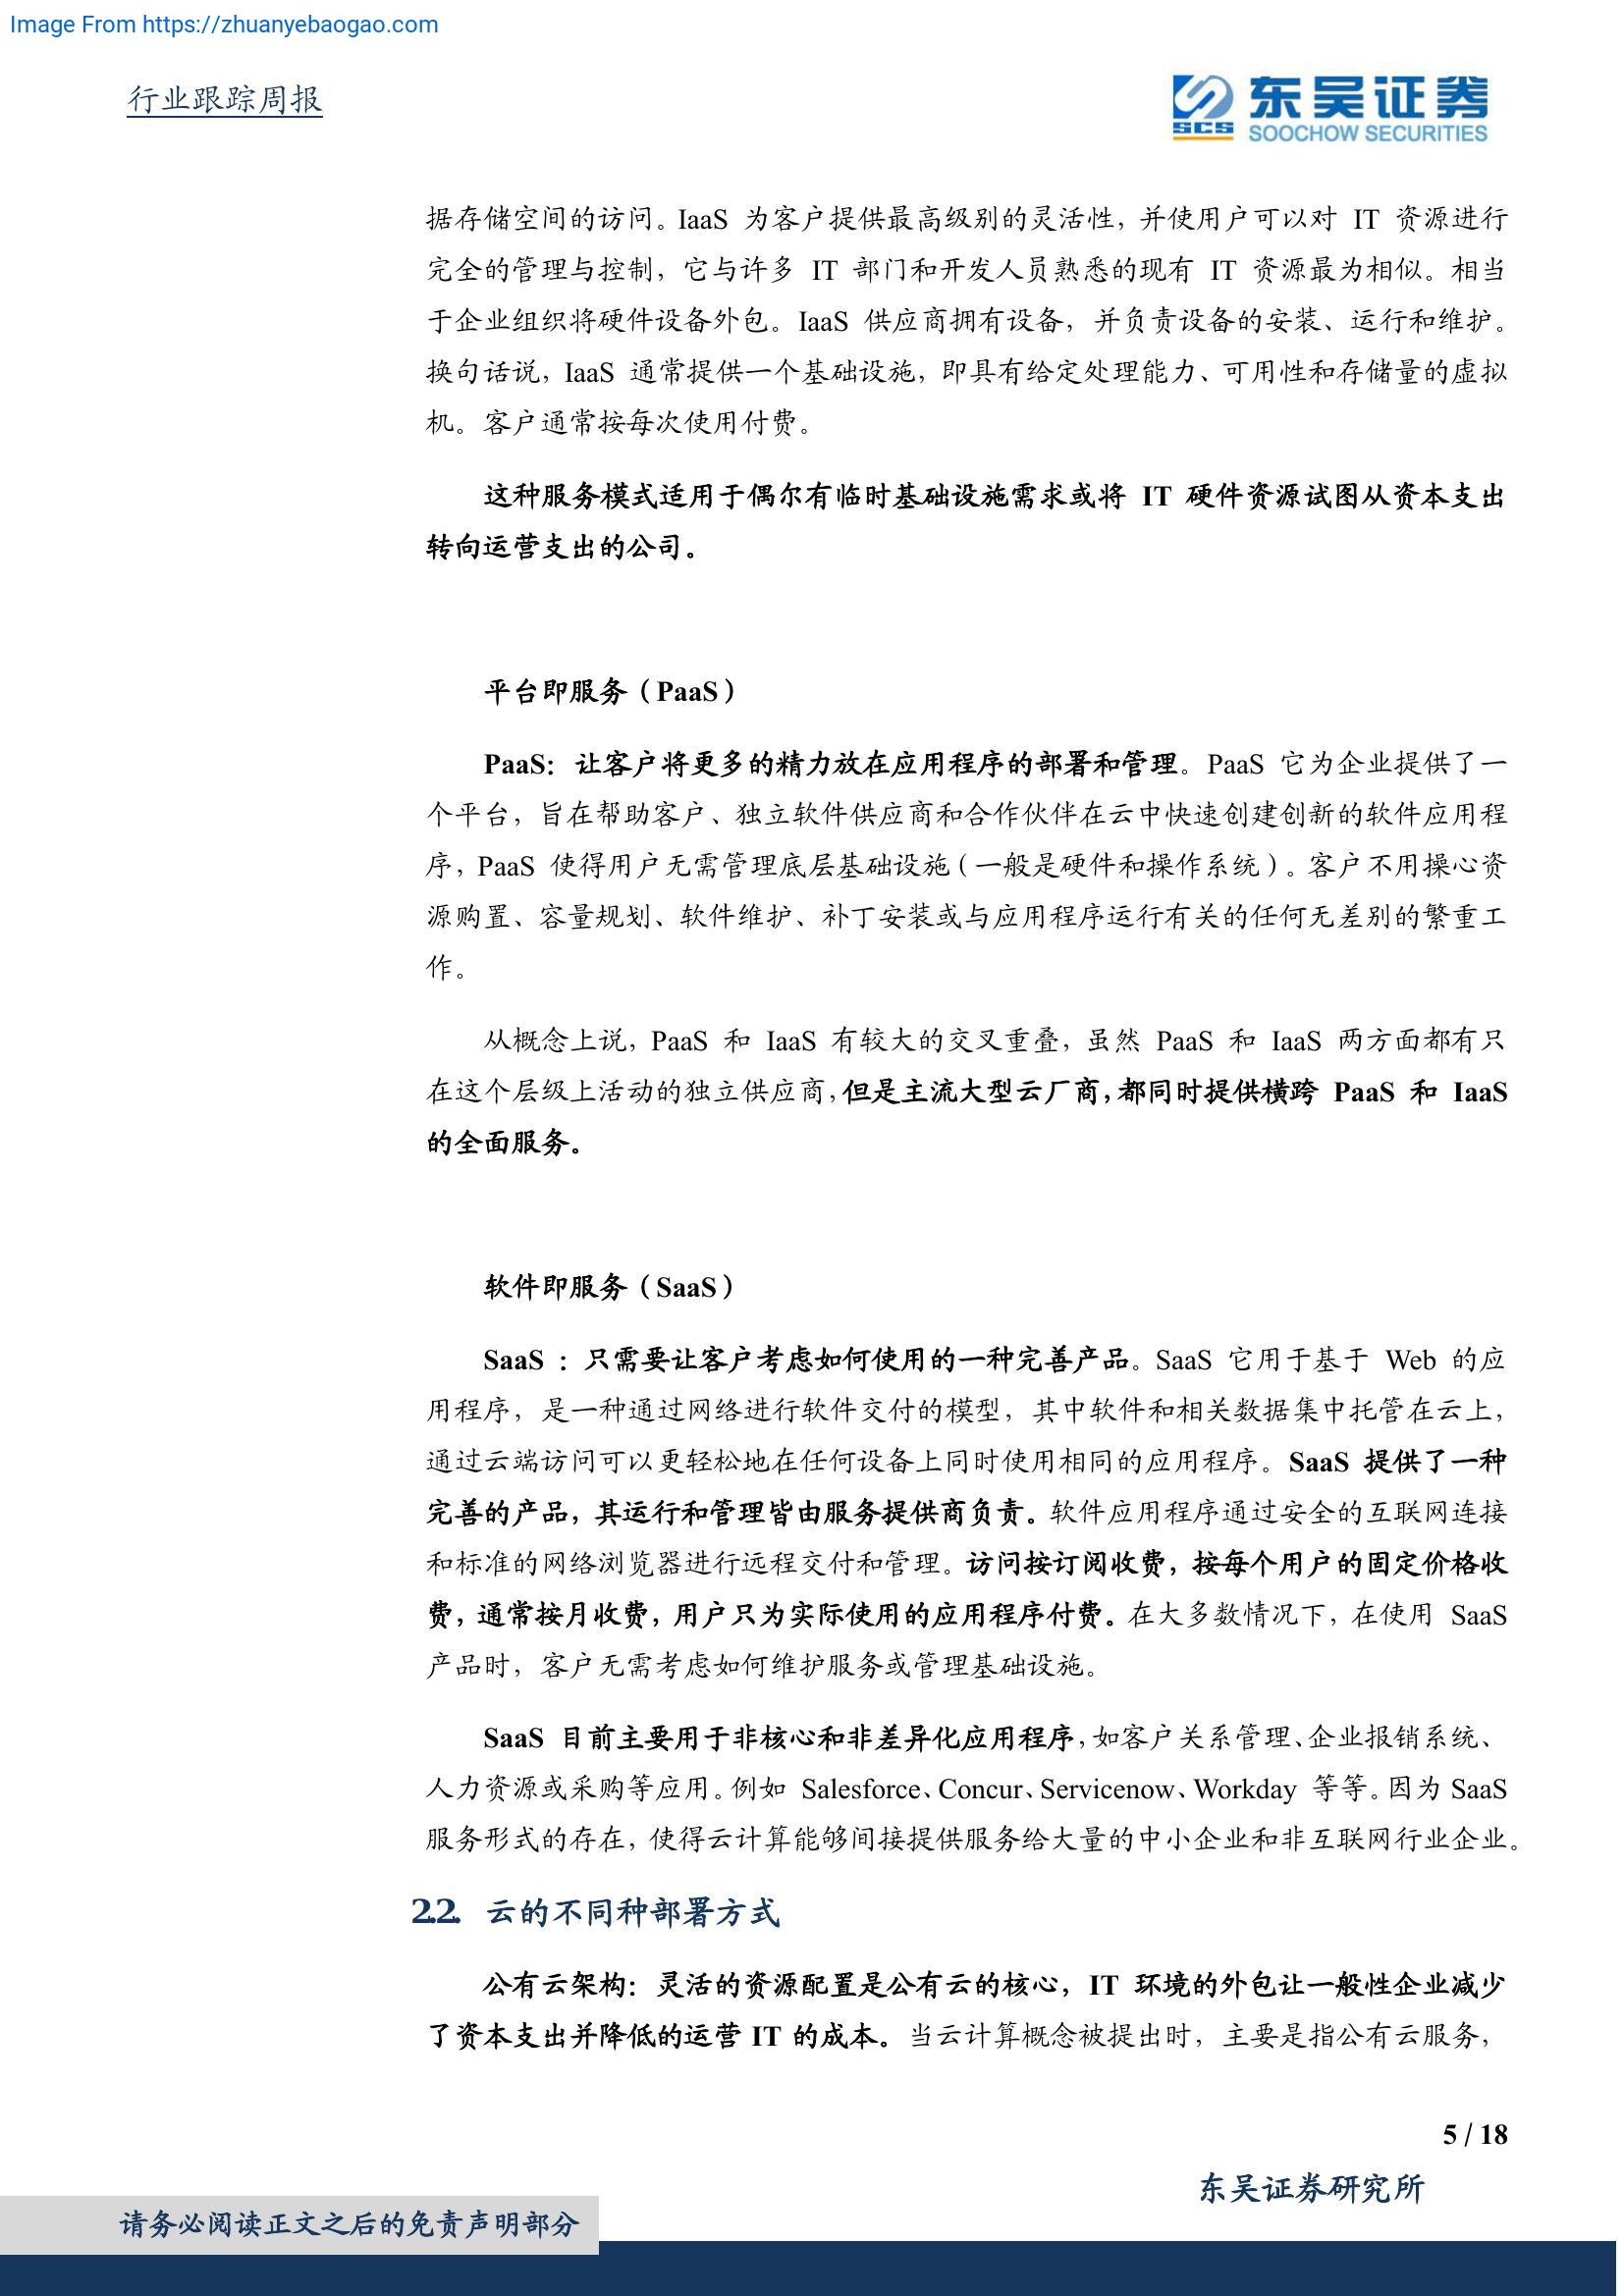 Image From https://zhuanyebaogao.com
行业跟踪周报
SCS 东吴证券
SOOCHOW SECURITIES
据存储空间的访问。IaaS 为客户提供最高级别的灵活性，并使用户可以对 IT 资源进行
完全的管理与控制，它与许多 IT 部门和开发人员熟悉的现有 IT 资源最为相似。相当
于企业组织将硬件设备外包。IaaS 供应商拥有设备，并负责设备的安装、运行和维护。
换句话说，IaaS 通常提供一个基础设施，即具有给定处理能力、可用性和存储量的虚拟
机。客户通常按每次使用付费。
这种服务模式适用于偶尔有临时基础设施需求或将 IT 硬件资源试图从资本支出
转向运营支出的公司。
平台即服务（PaaS）
PaaS：让客户将更多的精力放在应用程序的部署和管理。PaaS 它为企业提供了一
个平台，旨在帮助客户、独立软件供应商和合作伙伴在云中快速创建创新的软件应用程
序，PaaS 使得用户无需管理底层基础设施（一般是硬件和操作系统）。客户不用操心资
源购置、容量规划、软件维护、补丁安装或与应用程序运行有关的任何无差别的繁重工
作。
从概念上说，PaaS 和 IaaS 有较大的交叉重叠，虽然 PaaS 和 IaaS 两方面都有只
在这个层级上活动的独立供应商，但是主流大型云厂商，都同时提供横跨 PaaS 和 IaaS
的全面服务。
软件即服务（SaaS）
SaaS ：只需要让客户考虑如何使用的一种完善产品。SaaS 它用于基于 Web 的应
用程序，是一种通过网络进行软件交付的模型，其中软件和相关数据集中托管在云上，
通过云端访问可以更轻松地在任何设备上同时使用相同的应用程序。SaaS 提供了一种
完善的产品，其运行和管理皆由服务提供商负责。软件应用程序通过安全的互联网连接
和标准的网络浏览器进行远程交付和管理。访问按订阅收费，按每个用户的固定价格收
费，通常按月收费，用户只为实际使用的应用程序付费。在大多数情况下，在使用 SaaS
产品时，客户无需考虑如何维护服务或管理基础设施。
SaaS 目前主要用于非核心和非差异化应用程序，如客户关系管理、企业报销系统、
人力资源或采购等应用。例如 Salesforce、Concur、Servicenow、Workday 等等。因为 SaaS
服务形式的存在，使得云计算能够间接提供服务给大量的中小企业和非互联网行业企业。
2.2. 云的不同种部署方式
公有云架构：灵活的资源配置是公有云的核心，IT 环境的外包让一般性企业减少
了资本支出并降低的运营 IT 的成本。当云计算概念被提出时，主要是指公有云服务，
5 / 18
东吴证券研究所
请务必阅读正文之后的免责声明部分